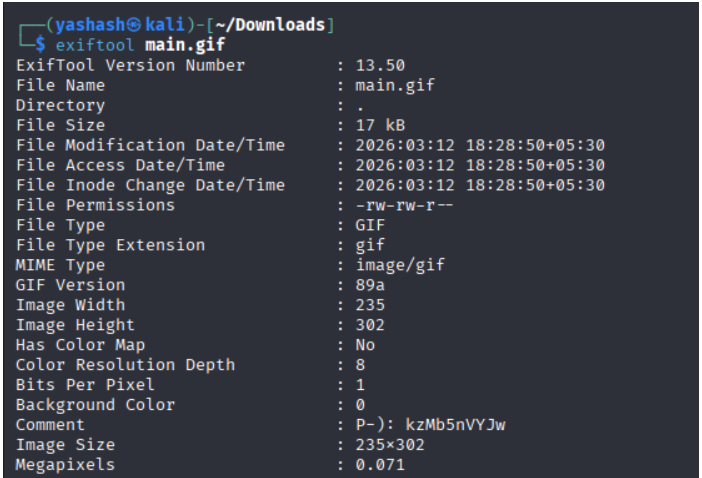 ┌──(yashash㉿kali)-[~/Downloads]
└─$ exiftool main.gif
ExifTool Version Number : 13.50
File Name : main.gif
Directory : .
File Size : 17 kB
File Modification Date/Time : 2026:03:12 18:28:50+05:30
File Access Date/Time : 2026:03:12 18:28:50+05:30
File Inode Change Date/Time : 2026:03:12 18:28:50+05:30
File Permissions : -rw-rw-r--
File Type : GIF
File Type Extension : gif
MIME Type : image/gif
GIF Version : 89a
Image Width : 235
Image Height : 302
Has Color Map : No
Color Resolution Depth : 8
Bits Per Pixel : 1
Background Color : 0
Comment : P-): kzMb5nVYJw
Image Size : 235×302
Megapixels : 0.071